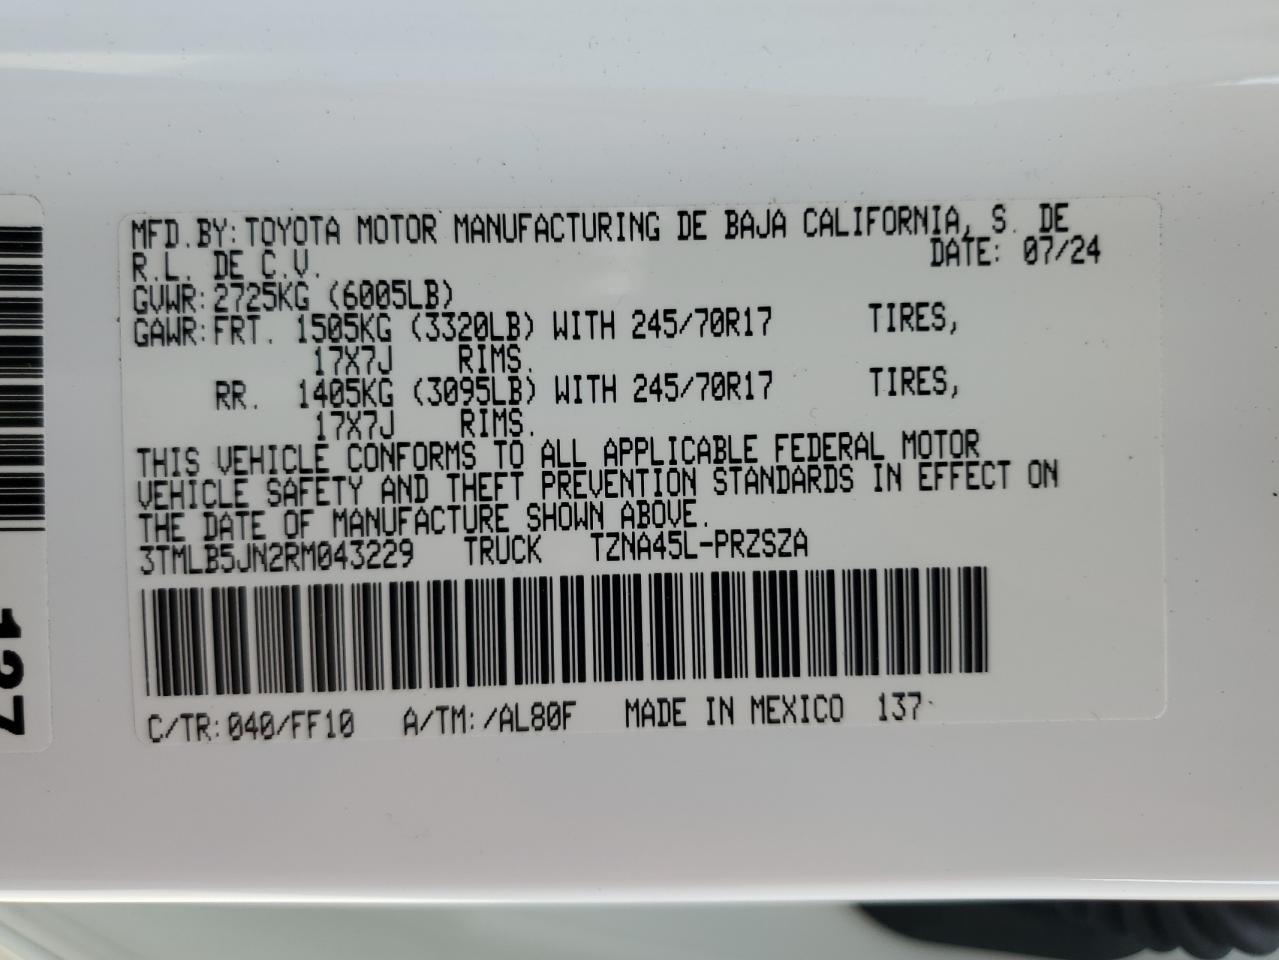 MFD.BY:TOYOTA MOTOR MANUFACTURING DE BAJA CALIFORNIA, S. DE
R.L. DE C.V. DATE: 07/24
GVWR:2725KG (6005LB)
GAWR:FRT. 1505KG (3320LB) WITH 245/70R17 TIRES,
17X7J RIMS.
RR. 1405KG (3095LB) WITH 245/70R17 TIRES,
17X7J RIMS.
THIS VEHICLE CONFORMS TO ALL APPLICABLE FEDERAL MOTOR
VEHICLE SAFETY AND THEFT PREVENTION STANDARDS IN EFFECT ON
THE DATE OF MANUFACTURE SHOWN ABOVE.
3TMLB5JN2RM043229 TRUCK TZNA45L-PRZSZA
C/TR:040/FF10 A/TM:/AL80F MADE IN MEXICO 137
127